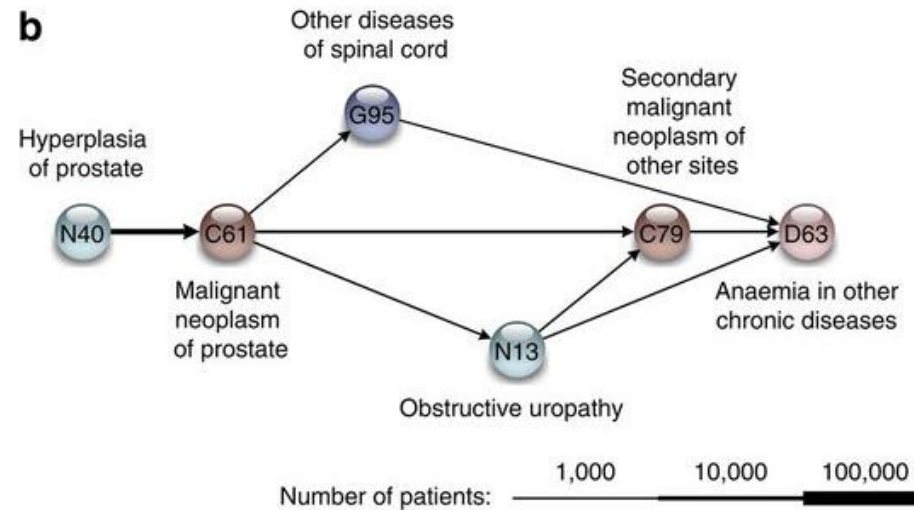 b
Other diseases
of spinal cord
Secondary
malignant
neoplasm of
other sites
Hyperplasia
of prostate
G95
N40
C61
C79
D63
Malignant
neoplasm
of prostate
Anaemia in other
chronic diseases
N13
Obstructive uropathy
1,000 10,000 100,000
Number of patients: